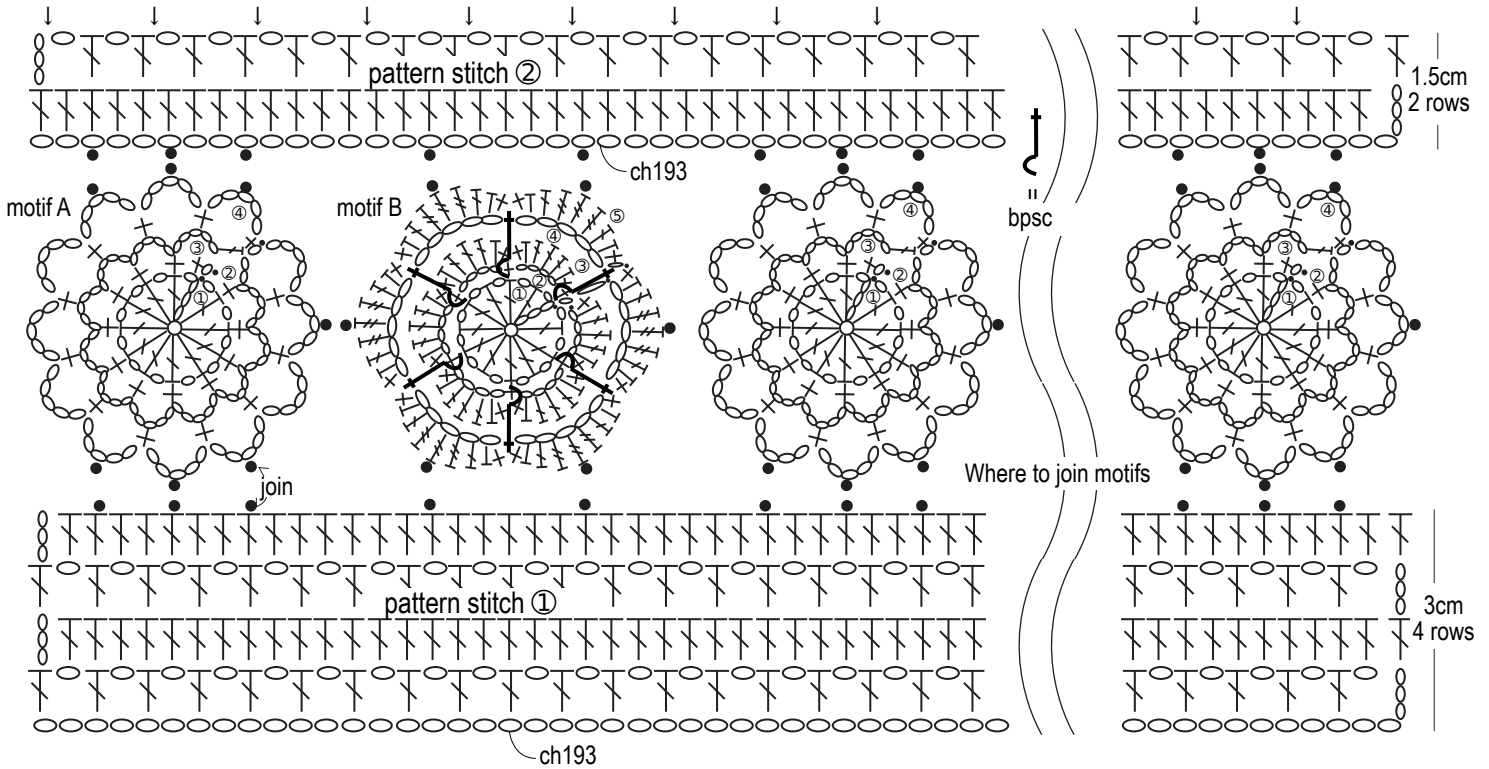 pattern stitch ②
1.5cm
2 rows
ch193
motif A
motif B
bpsc
④
③
②
①
⑤
④
③
②
①
④
③
②
①
④
③
②
①
join
Where to join motifs
pattern stitch ①
3cm
4 rows
ch193